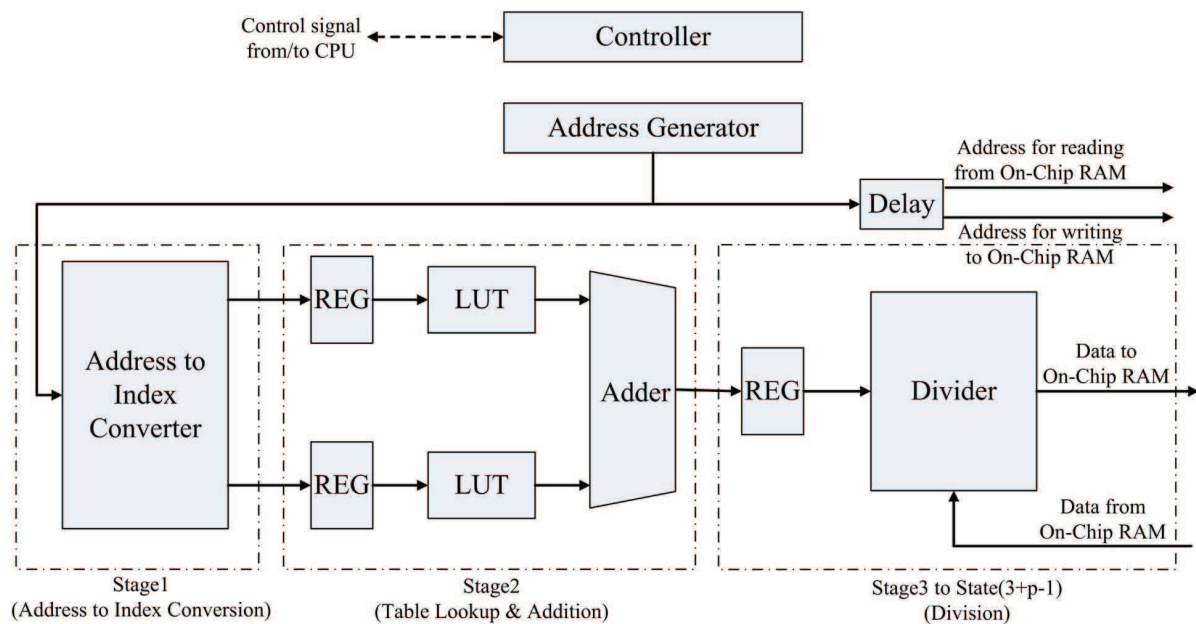 Control signal
from/to CPU
Controller
Address Generator
Address for reading
from On-Chip RAM
Delay
Address for writing
to On-Chip RAM
Address to
Index
Converter
REG
LUT
REG
LUT
Adder
REG
Divider
Data to
On-Chip RAM
Data from
On-Chip RAM
Stage1
(Address to Index Conversion)
Stage2
(Table Lookup & Addition)
Stage3 to State(3+p-1)
(Division)